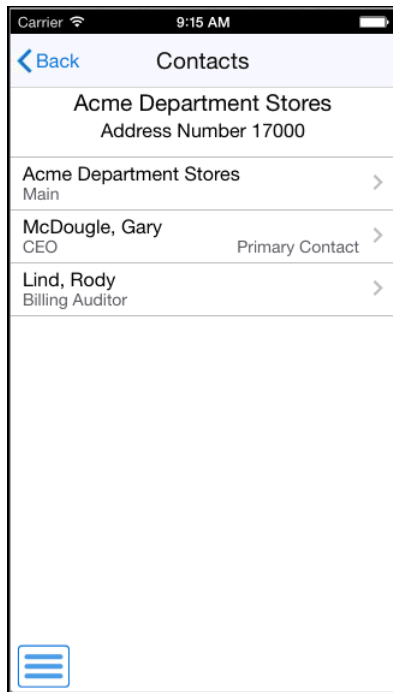 Carrier 9:15 AM
Back Contacts
Acme Department Stores
Address Number 17000
Acme Department Stores
Main
McDougle, Gary
CEO Primary Contact
Lind, Rody
Billing Auditor